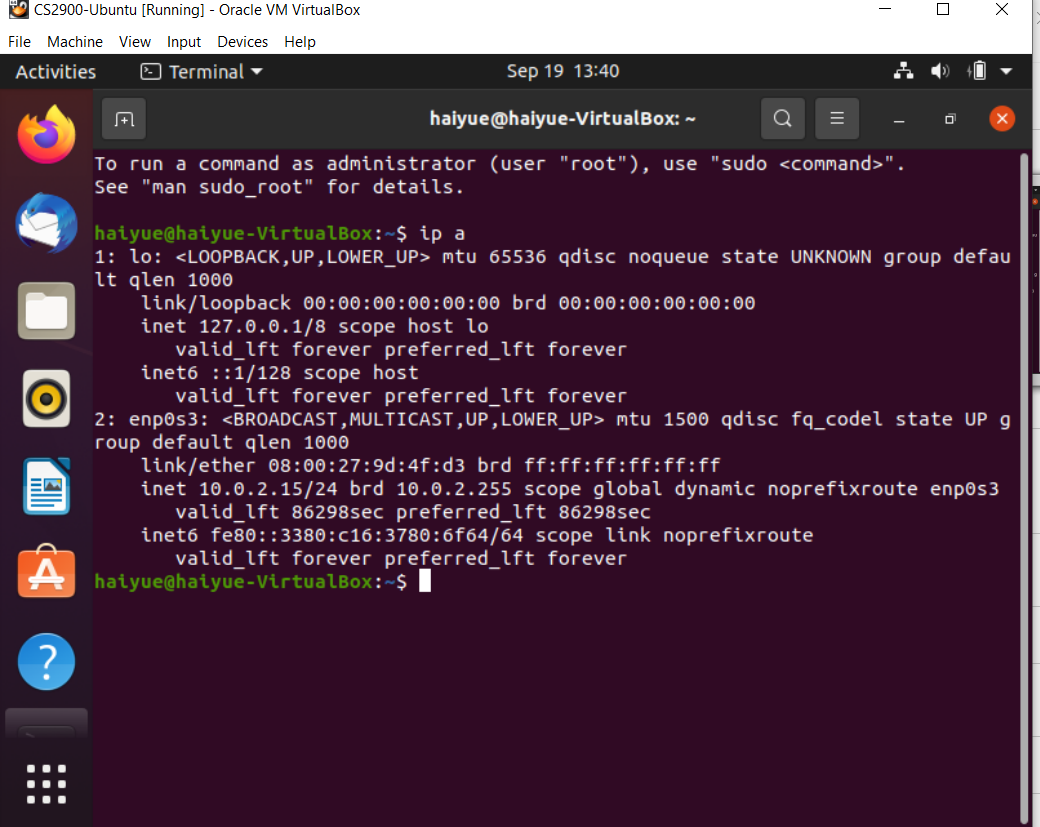 CS2900-Ubuntu [Running] - Oracle VM VirtualBox
File Machine View Input Devices Help
Activities Terminal Sep 19 13:40
haiyue@haiyue-VirtualBox: ~
To run a command as administrator (user "root"), use "sudo <command>".
See "man sudo_root" for details.
haiyue@haiyue-VirtualBox:~$ ip a
1: lo: <LOOPBACK,UP,LOWER_UP> mtu 65536 qdisc noqueue state UNKNOWN group defau
lt qlen 1000
link/loopback 00:00:00:00:00:00 brd 00:00:00:00:00:00
inet 127.0.0.1/8 scope host lo
valid_lft forever preferred_lft forever
inet6 ::1/128 scope host
valid_lft forever preferred_lft forever
2: enp0s3: <BROADCAST,MULTICAST,UP,LOWER_UP> mtu 1500 qdisc fq_codel state UP g
roup default qlen 1000
link/ether 08:00:27:9d:4f:d3 brd ff:ff:ff:ff:ff:ff
inet 10.0.2.15/24 brd 10.0.2.255 scope global dynamic noprefixroute enp0s3
valid_lft 86298sec preferred_lft 86298sec
inet6 fe80::3380:c16:3780:6f64/64 scope link noprefixroute
valid_lft forever preferred_lft forever
haiyue@haiyue-VirtualBox:~$